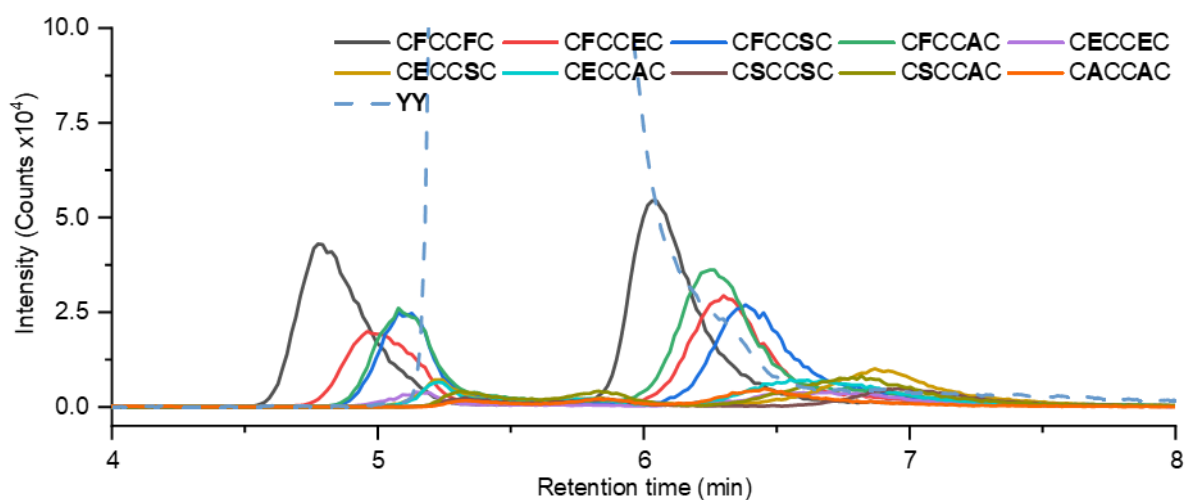 10.0
CFCCFC CFCCEC CFCCSC CFCCAC CECCEC
CECCSC CECCAC CSCCSC CSCCAC CACCAC
YY
7.5
5.0
2.5
0.0
Intensity (Counts x10⁴)
4 5 6 7 8
Retention time (min)